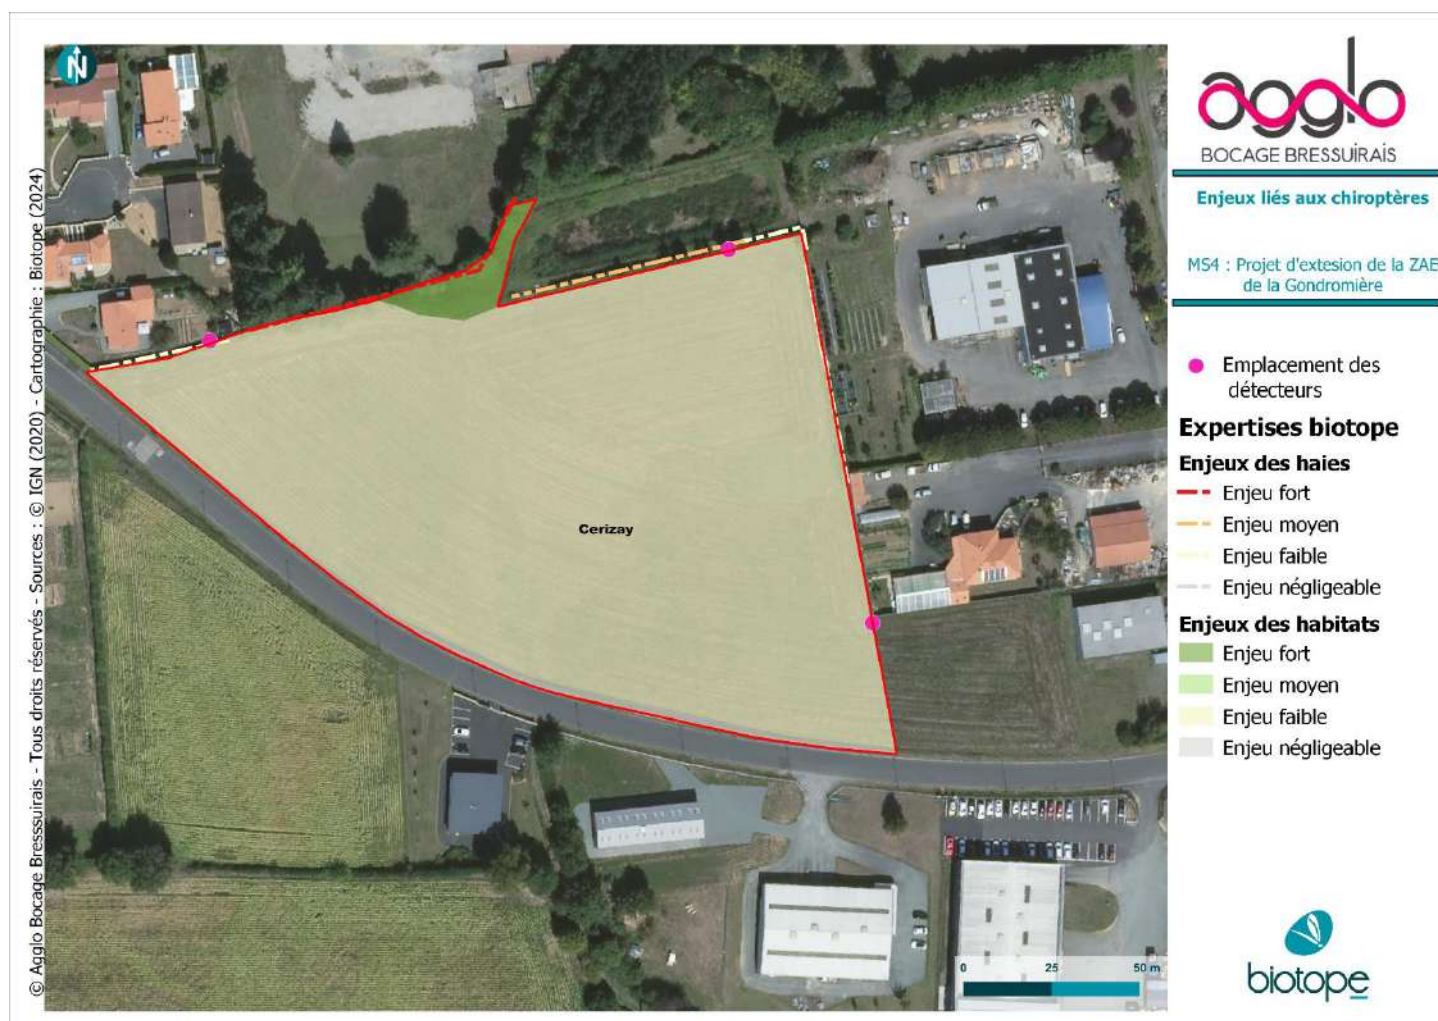 N
© Agglo Bocage Bresssuirais - Tous droits réservés - Sources : © IGN (2020) - Cartographie : Biotope (2024)
Cerizay
0 25 50 m
agglo
BOCAGE BRESSUIRAIS
Enjeux liés aux chiroptères
MS4 : Projet d'extesion de la ZAE
de la Gondromière
Emplacement des
détecteurs
Expertises biotope
Enjeux des haies
Enjeu fort
Enjeu moyen
Enjeu faible
Enjeu négligeable
Enjeux des habitats
Enjeu fort
Enjeu moyen
Enjeu faible
Enjeu négligeable
biotope